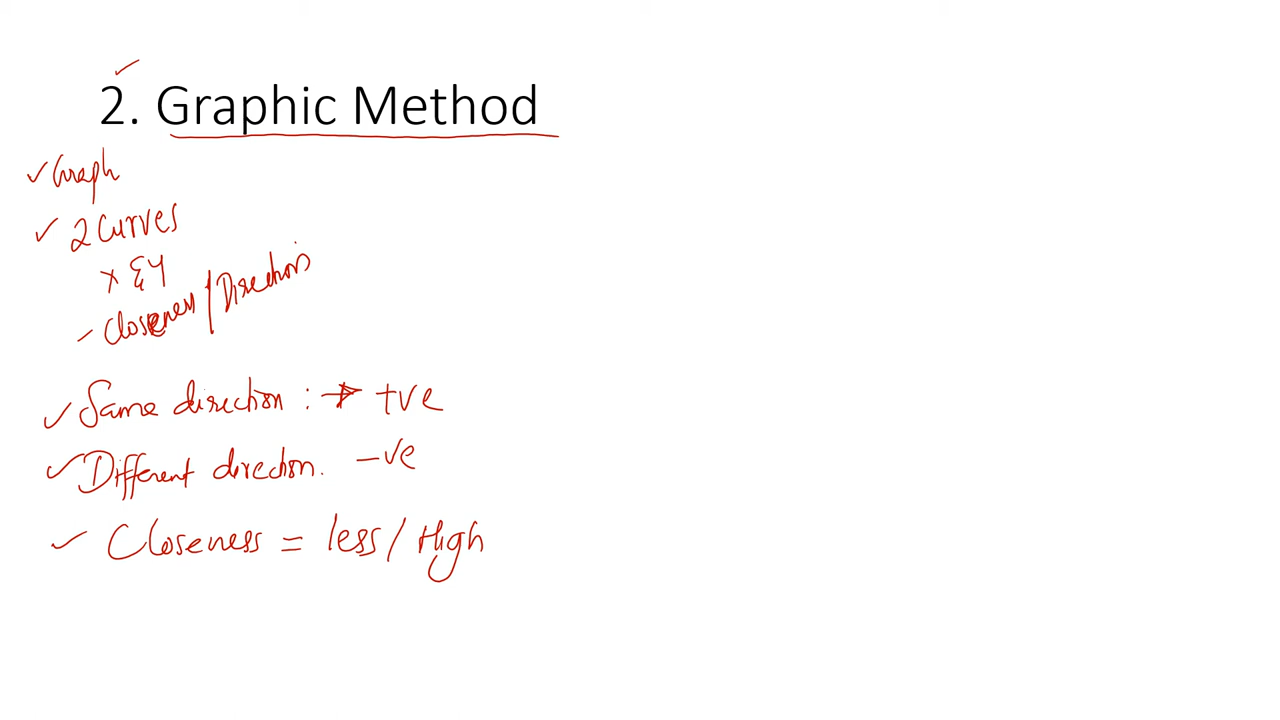 2. Graphic Method
Graph
2 Curves
X & Y
- Closeness / Direction
Same direction : → +ve
Different direction. -ve
Closeness = less / High